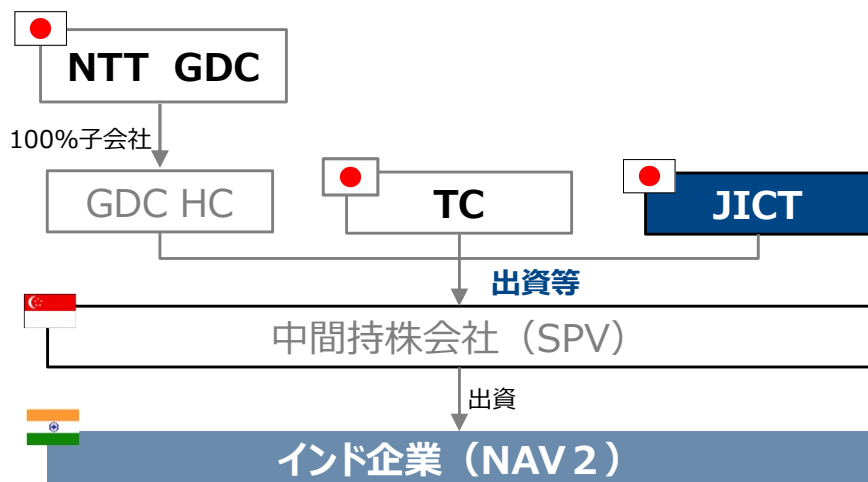 NTT GDC
100%子会社
GDC HC
TC
JICT
出資等
中間持株会社（SPV）
出資
インド企業（NAV２）